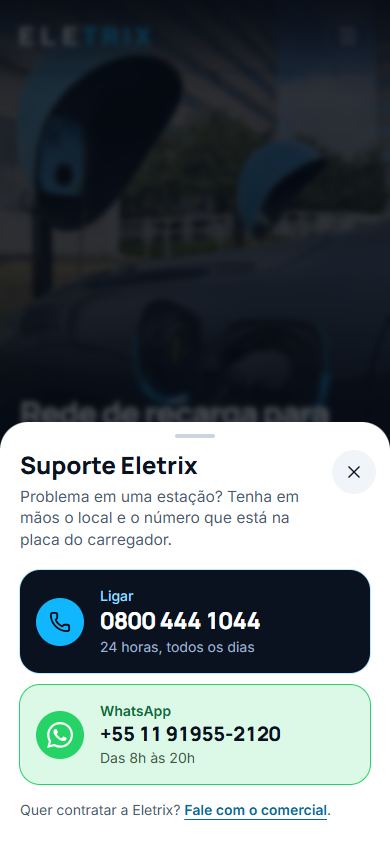 ELETRIX
Rede de recarga para
Suporte Eletrix
Problema em uma estação? Tenha em
mãos o local e o número que está na
placa do carregador.
Ligar
0800 444 1044
24 horas, todos os dias
WhatsApp
+55 11 91955-2120
Das 8h às 20h
Quer contratar a Eletrix? Fale com o comercial.